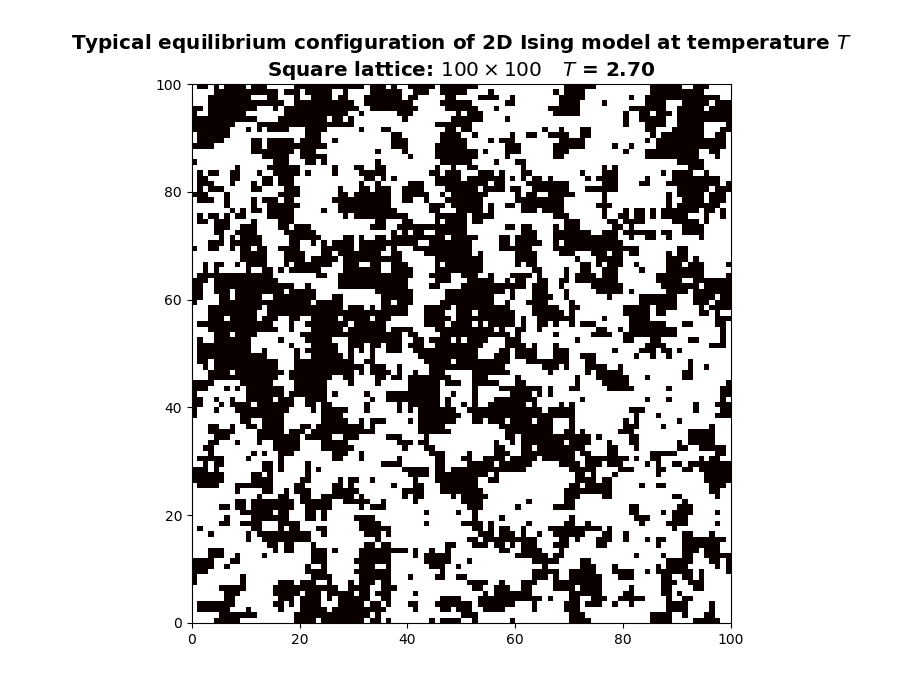 Typical equilibrium configuration of 2D Ising model at temperature T
Square lattice: 100 × 100 T = 2.70
100
80
60
40
20
0
0 20 40 60 80 100